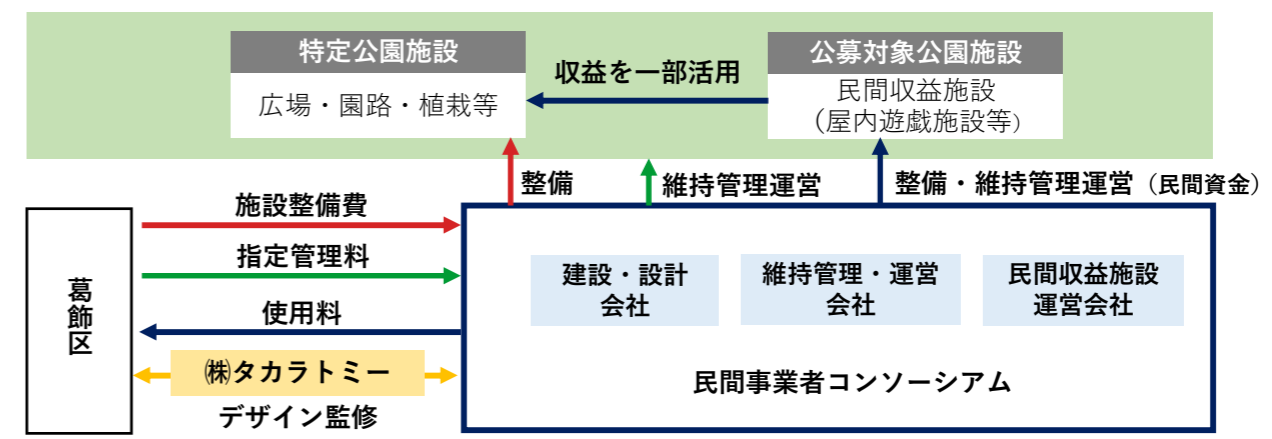 特定公園施設
広場・園路・植栽等
収益を一部活用
公募対象公園施設
民間収益施設
（屋内遊戯施設等）
整備
維持管理運営
整備・維持管理運営（民間資金）
葛飾区
施設整備費
指定管理料
使用料
㈱タカラトミー
デザイン監修
建設・設計
会社
維持管理・運営
会社
民間収益施設
運営会社
民間事業者コンソーシアム